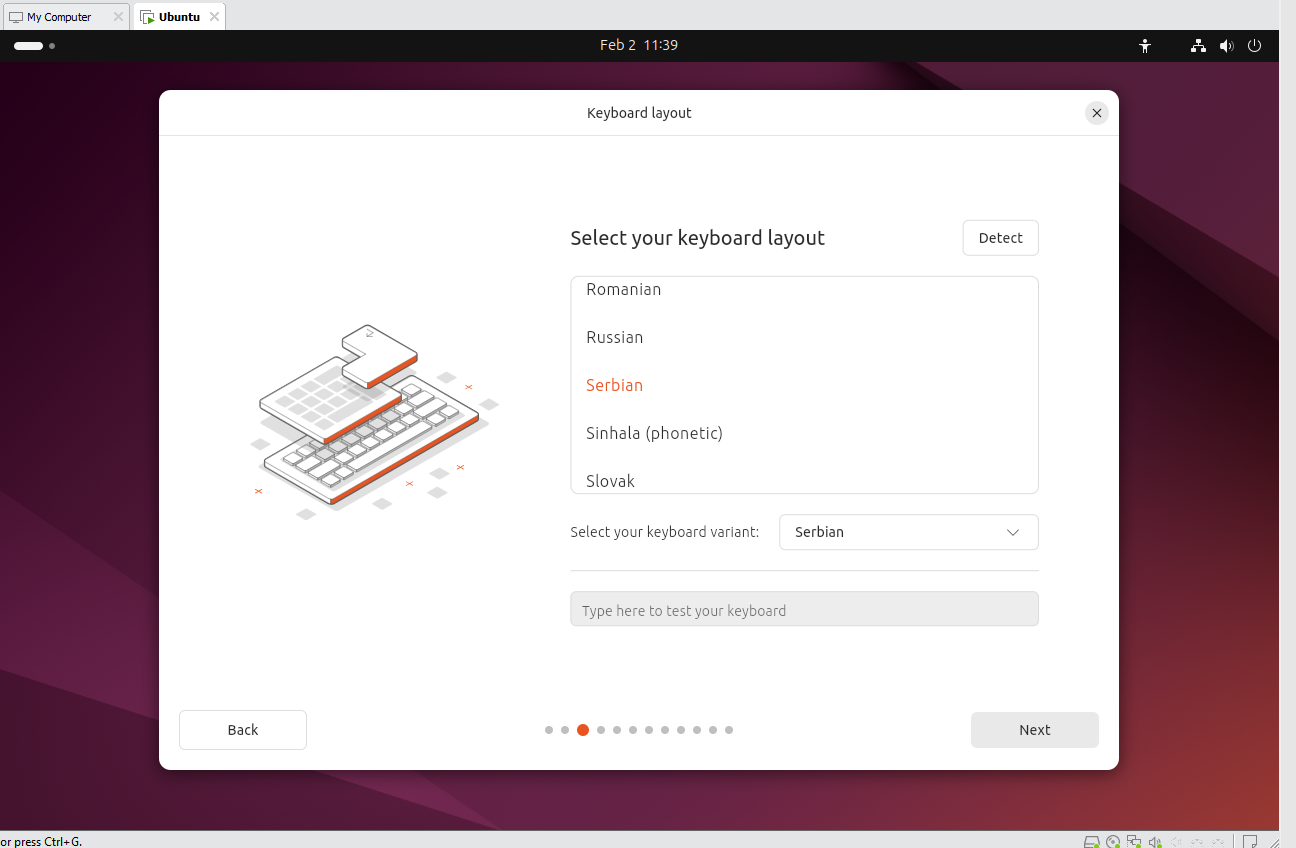 My Computer
Ubuntu
Feb 2 11:39
Keyboard layout
Select your keyboard layout
Detect
Romanian
Russian
Serbian
Sinhala (phonetic)
Slovak
Select your keyboard variant:
Serbian
Type here to test your keyboard
Back
Next
or press Ctrl+G.